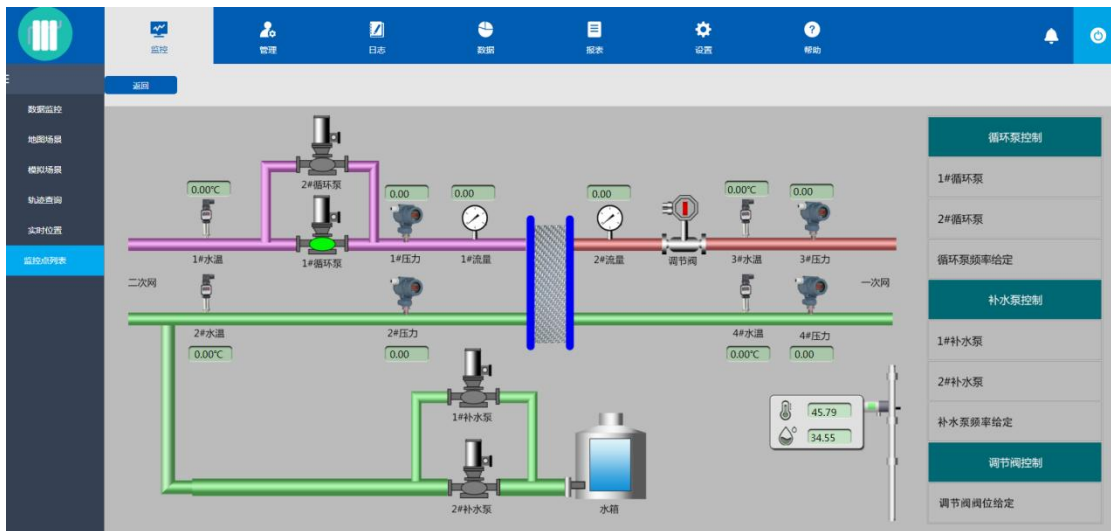 监控
管理
日志
数据
报表
设置
帮助
返回
数据监控
地图场景
模拟场景
轨迹查询
实时位置
监控点列表
2#循环泵
0.00℃
0.00
0.00
0.00
0.00℃
0.00
1#水温
1#循环泵
1#压力
1#流量
2#流量
调节阀
3#水温
3#压力
二次网
一次网
2#水温
2#压力
4#水温
4#压力
0.00℃
0.00
0.00℃
0.00
1#补水泵
45.79
34.55
2#补水泵
水箱
循环泵控制
1#循环泵
2#循环泵
循环泵频率给定
补水泵控制
1#补水泵
2#补水泵
补水泵频率给定
调节阀控制
调节阀阀位给定